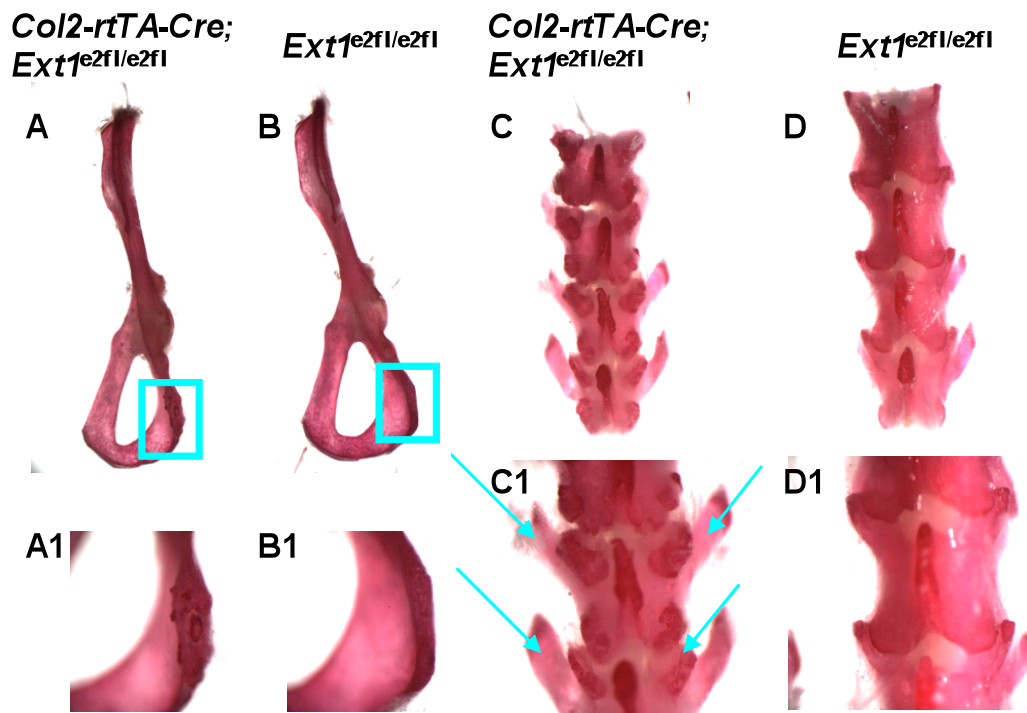 Col2-rtTA-Cre;
Ext1e2fl/e2fl
Ext1e2fl/e2fl
Col2-rtTA-Cre;
Ext1e2fl/e2fl
Ext1e2fl/e2fl
A
B
C
D
A1
B1
C1
D1